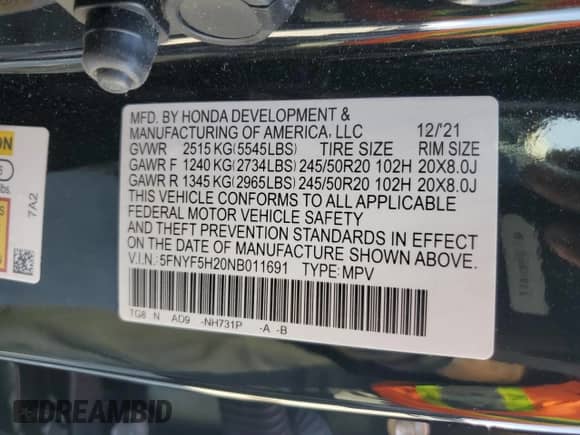 MFD. BY HONDA DEVELOPMENT &
MANUFACTURING OF AMERICA, LLC 12/'21
GVWR 2515 KG(5545LBS) TIRE SIZE RIM SIZE
GAWR F 1240 KG(2734LBS) 245/50R20 102H 20X8.0J
GAWR R 1345 KG(2965LBS) 245/50R20 102H 20X8.0J
THIS VEHICLE CONFORMS TO ALL APPLICABLE
FEDERAL MOTOR VEHICLE SAFETY
AND THEFT PREVENTION STANDARDS IN EFFECT
ON THE DATE OF MANUFACTURE SHOWN ABOVE.
V.I.N.: 5FNYF5H20NB011691 TYPE: MPV
TG8 N AD9 -NH731P -A -B
7A2
lbs.
DREAMBID